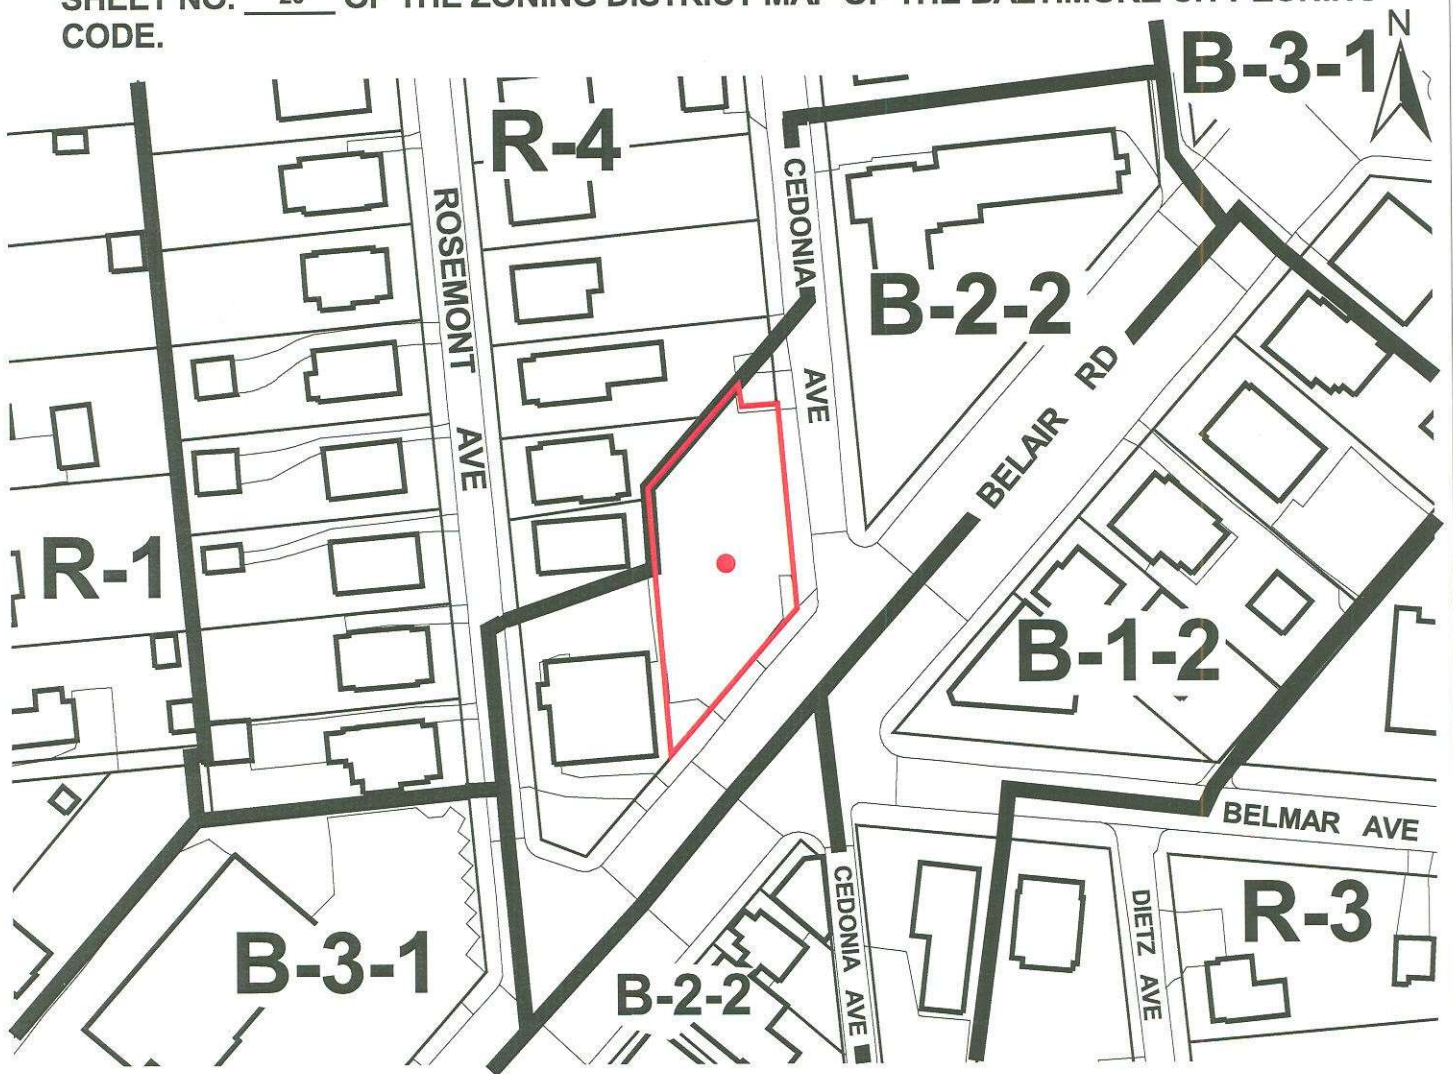 SHEET NO. 26 OF THE ZONING DISTRICT MAP OF THE BALTIMORE CITY ZONING
CODE.
N
B-3-1
R-4
CEDONIA AVE
ROSEMONT AVE
B-2-2
BELAIR RD
R-1
B-1-2
BELMAR AVE
CEDONIA AVE
DIETZ AVE
R-3
B-3-1
B-2-2